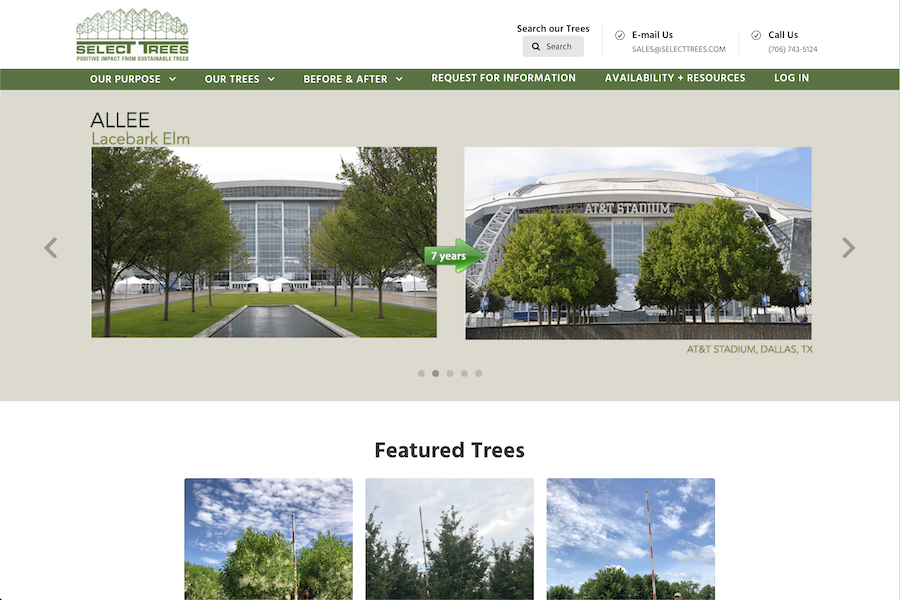 SELECT TREES
POSITIVE IMPACT FROM SUSTAINABLE TREES
Search our Trees
Search
E-mail Us
SALES@SELECTTREES.COM
Call Us
(706) 743-5124
OUR PURPOSE
OUR TREES
BEFORE & AFTER
REQUEST FOR INFORMATION
AVAILABILITY + RESOURCES
LOG IN
ALLEE
Lacebark Elm
7 years
AT&T STADIUM
AT&T STADIUM, DALLAS, TX
Featured Trees